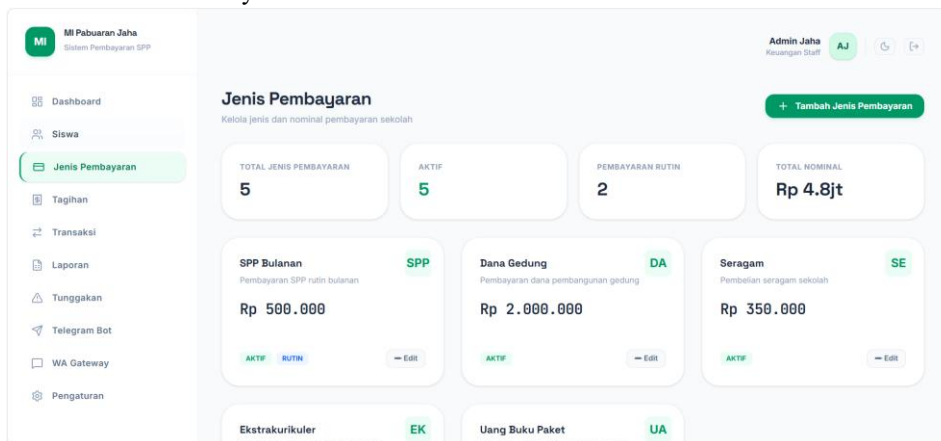 MI
MI Pabuaran Jaha
Sistem Pembayaran SPP
Admin Jaha
Keuangan Staff
AJ
Dashboard
Siswa
Jenis Pembayaran
Tagihan
Transaksi
Laporan
Tunggakan
Telegram Bot
WA Gateway
Pengaturan
Jenis Pembayaran
Kelola jenis dan nominal pembayaran sekolah
+ Tambah Jenis Pembayaran
TOTAL JENIS PEMBAYARAN
5
AKTIF
5
PEMBAYARAN RUTIN
2
TOTAL NOMINAL
Rp 4.8jt
SPP Bulanan
SPP
Pembayaran SPP rutin bulanan
Rp 500.000
AKTIF RUTIN
Edit
Dana Gedung
DA
Pembayaran dana pembangunan gedung
Rp 2.000.000
AKTIF
Edit
Seragam
SE
Pembelian seragam sekolah
Rp 350.000
AKTIF
Edit
Ekstrakurikuler
EK
Uang Buku Paket
UA